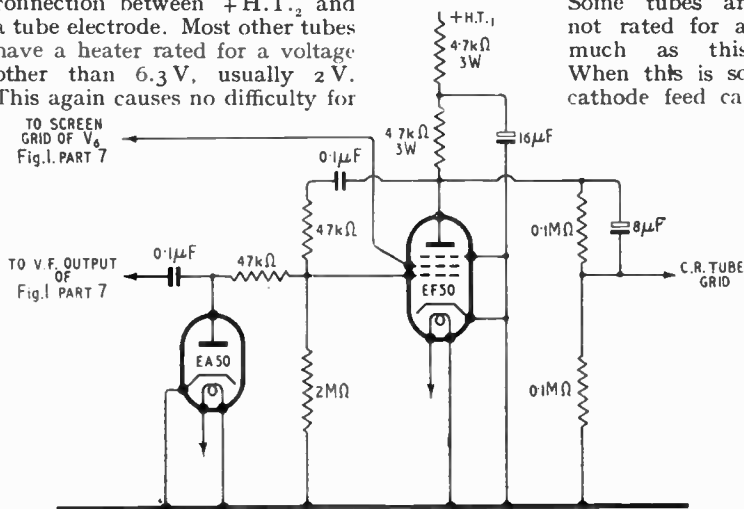 connection between +H.T.₂ and
a tube electrode. Most other tubes
have a heater rated for a voltage
other than 6.3 V, usually 2 V.
This again causes no difficulty for
Some tubes are
not rated for a
much as this
When this is so
cathode feed ca
+H.T.₁
4·7kΩ
3W
4·7kΩ
3W
16μF
TO SCREEN
GRID OF V₆
Fig.1. PART 7
0·1μF
47kΩ
0·1MΩ
8μF
TO V.F. OUTPUT
OF
Fig.1 PART 7
0·1μF
47kΩ
EF50
C.R. TUBE
GRID
EA50
2MΩ
0·1MΩ